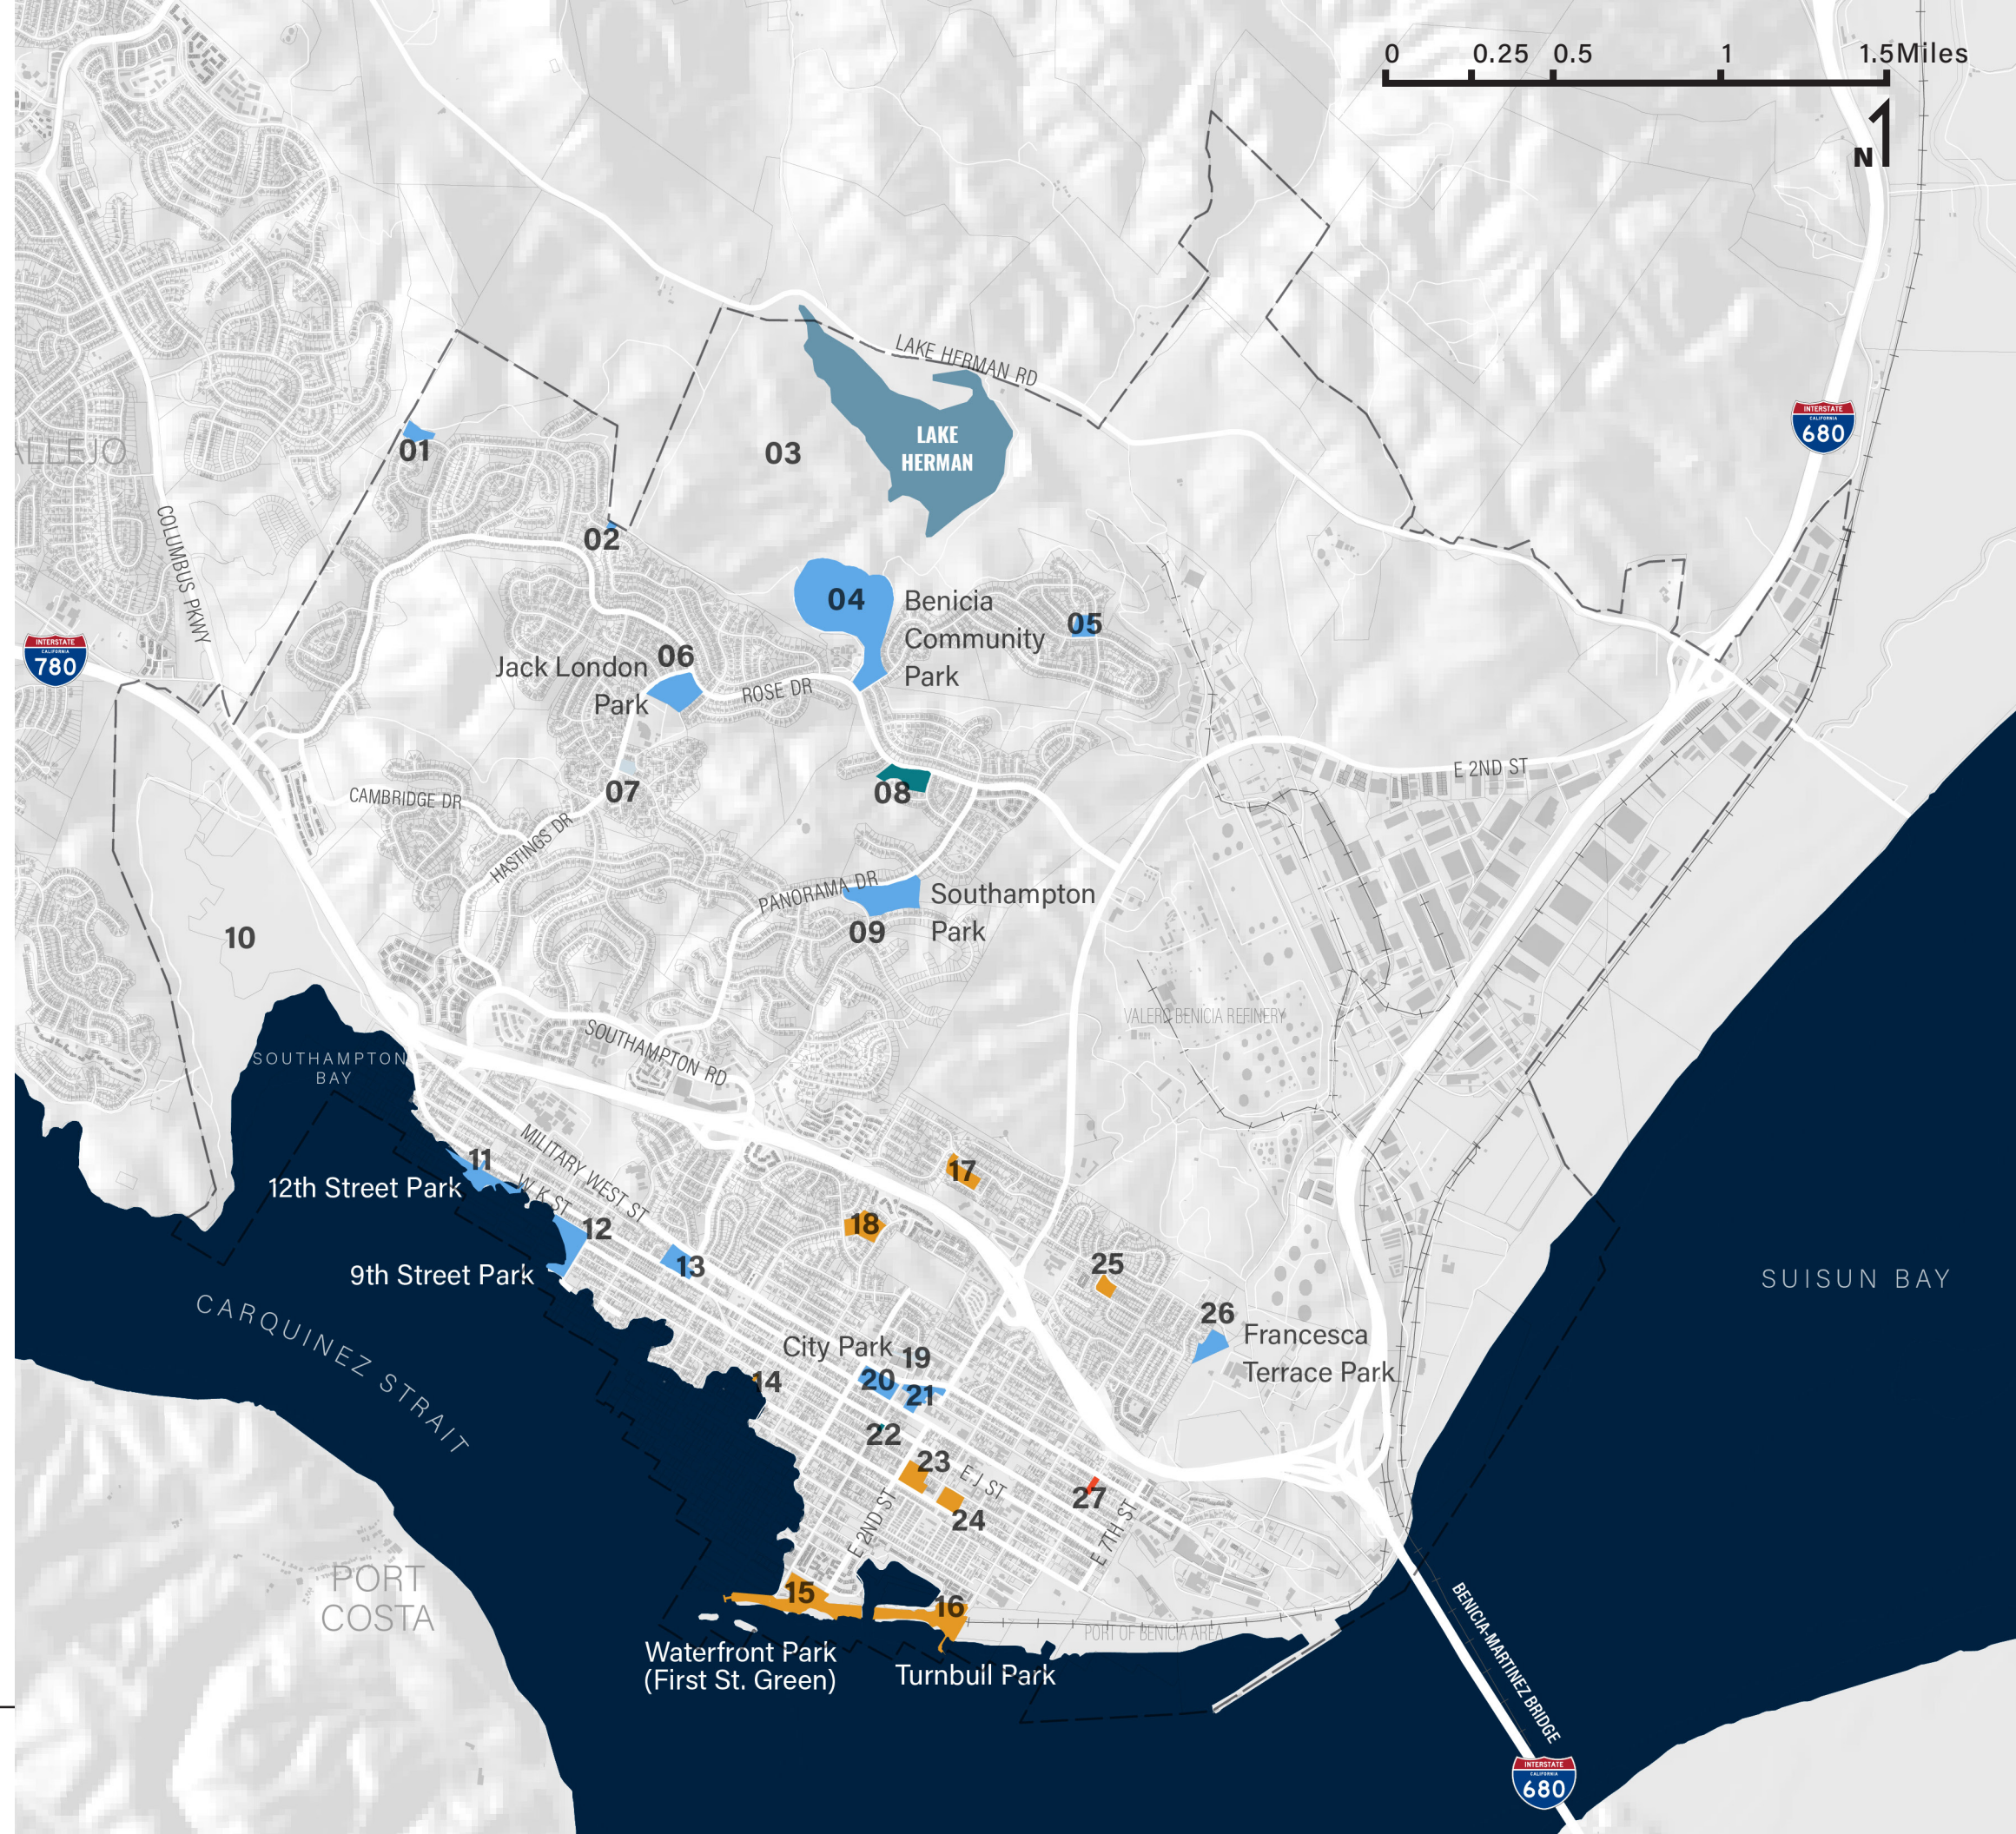 0 0.25 0.5 1 1.5Miles
N
LAKE HERMAN RD
LAKE
HERMAN
INTERSTATE
CALIFORNIA
680
01
ALLEJO
03
COLUMBUS PKWY
02
04
Benicia
Community
Park
05
INTERSTATE
CALIFORNIA
780
06
Jack London
Park
ROSE DR
E 2ND ST
07
08
CAMBRIDGE DR
HASTINGS DR
PANORAMA DR
Southampton
Park
09
10
VALERO BENICIA REFINERY
SOUTHAMPTON RD
SOUTHAMPTON
BAY
MILITARY WEST ST
11
12th Street Park
W K ST
17
12
18
9th Street Park
13
25
SUISUN BAY
CARQUINEZ STRAIT
26
Francesca
Terrace Park
City Park
19
14
20
21
22
23
E J ST
27
24
E 2ND ST
E 7TH ST
PORT
COSTA
15
16
BENICIA-MARTINEZ BRIDGE
PORT OF BENICIA AREA
Waterfront Park
(First St. Green)
Turnbull Park
INTERSTATE
CALIFORNIA
680